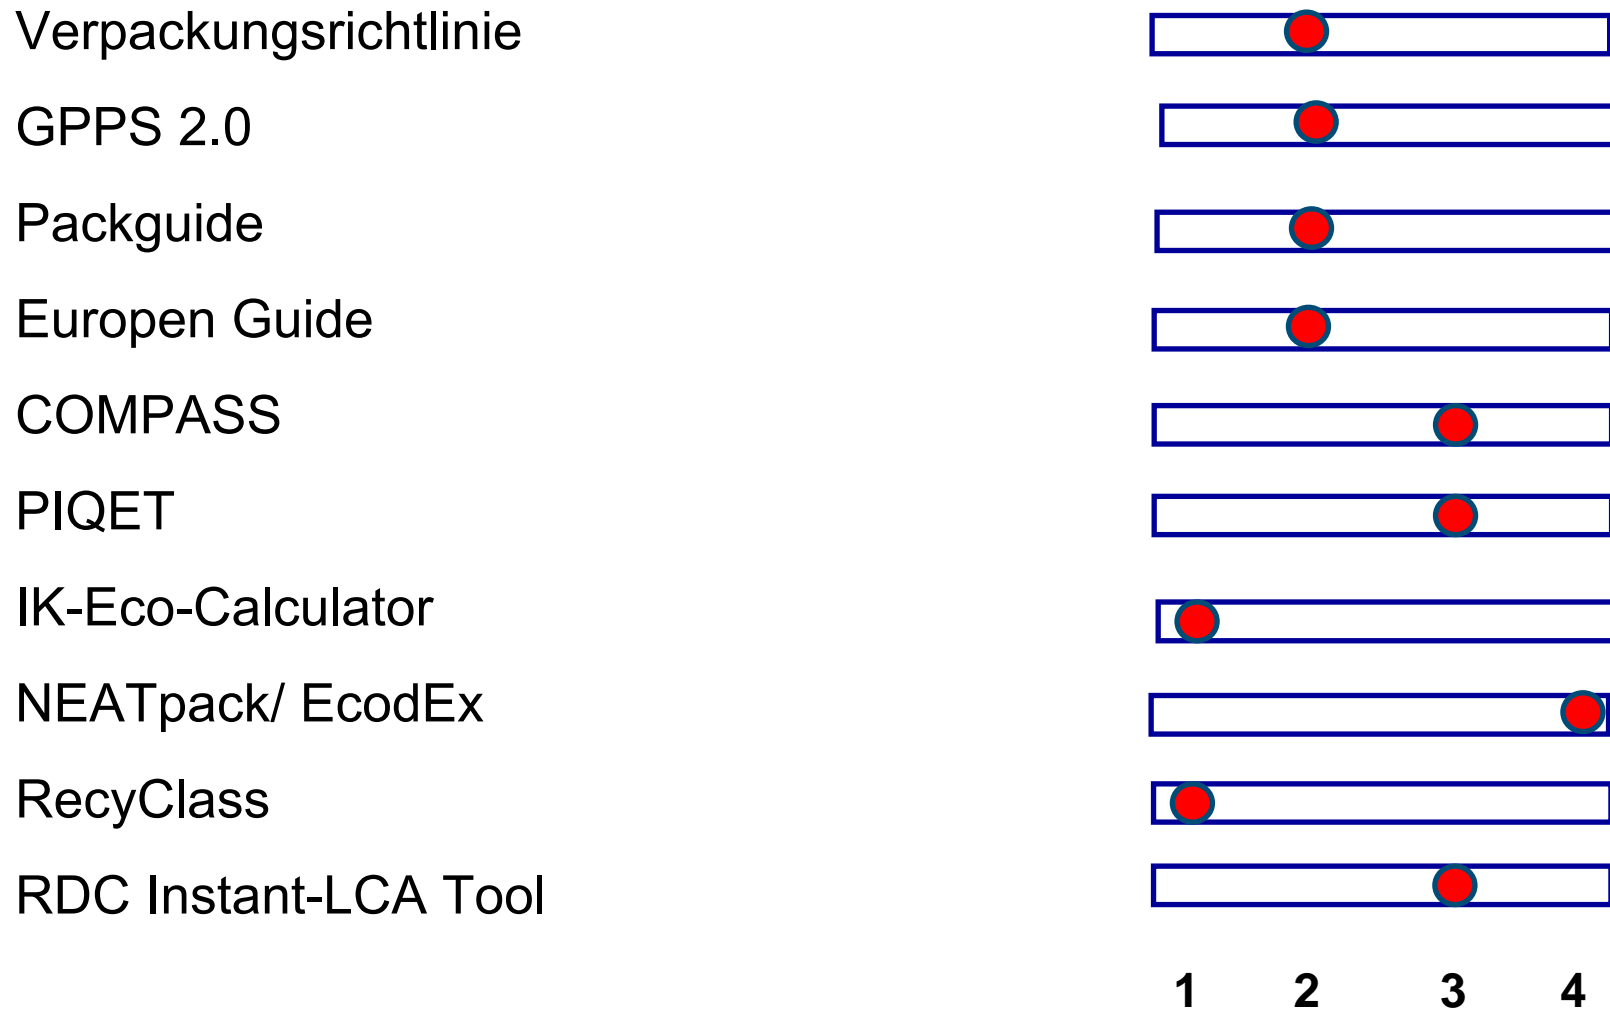 Verpackungsrichtlinie
GPPS 2.0
Packguide
Europen Guide
COMPASS
PIQET
IK-Eco-Calculator
NEATpack/ EcodEx
RecyClass
RDC Instant-LCA Tool
1 2 3 4